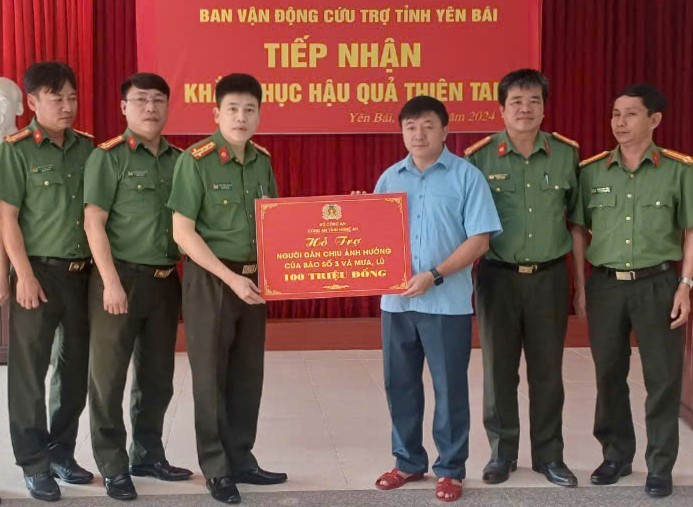 BAN VẬN ĐỘNG CỨU TRỢ TỈNH YÊN BÁI
TIẾP NHẬN
KHẮ PHỤC HẬU QUẢ THIÊN TAI
Yên Bái, năm 2024
BỘ CÔNG AN
CÔNG AN TỈNH NGHỆ AN
Hỗ Trợ
NGƯỜI DÂN CHỊU ẢNH HƯỞNG
CỦA BÃO SỐ 3 VÀ MƯA, LŨ
100 TRIỆU ĐỒNG